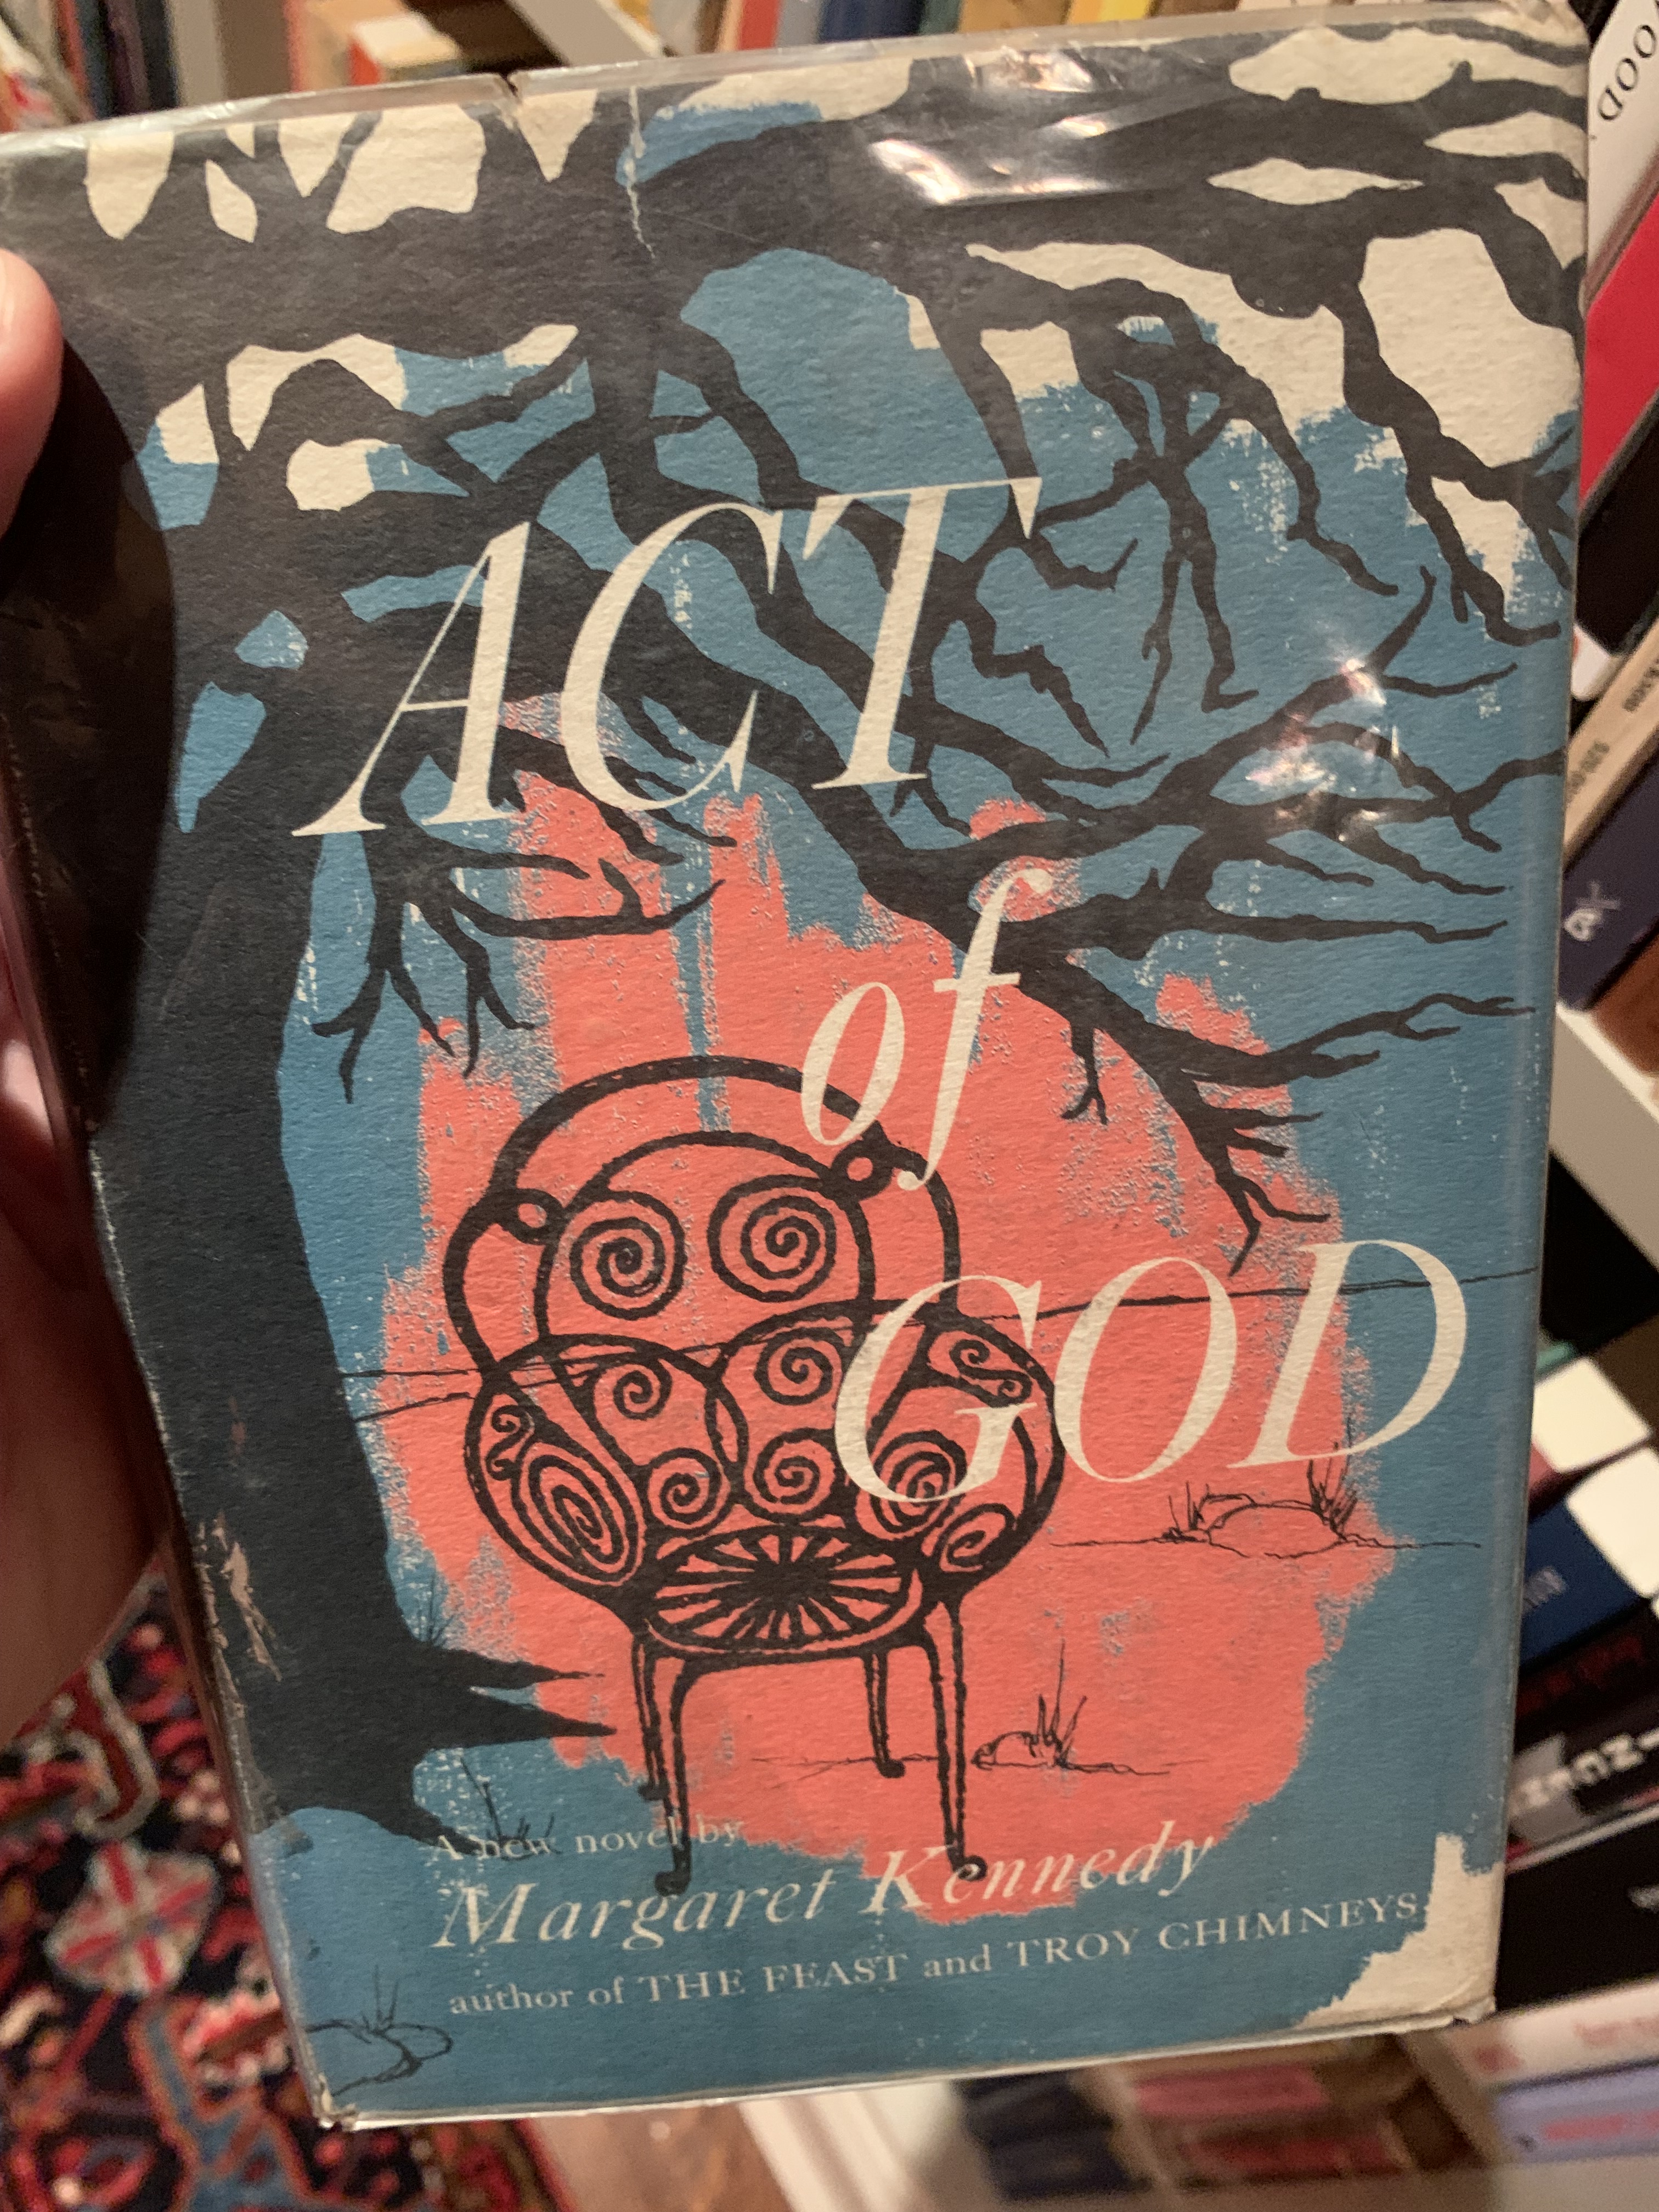 ACT
of
GOD
A new novel by
Margaret Kennedy
author of THE FEAST and TROY CHIMNEYS